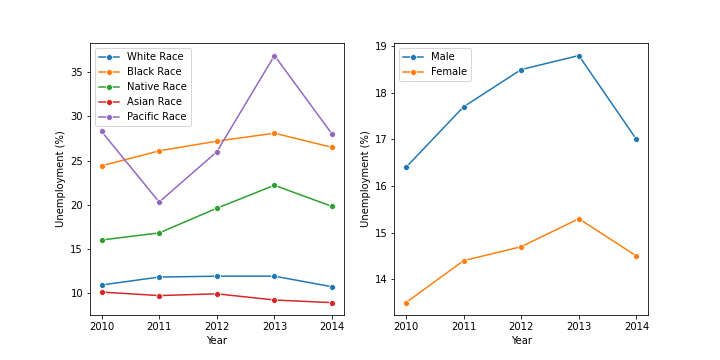 White Race
Black Race
Native Race
Asian Race
Pacific Race
35
30
25
20
15
10
Unemployment (%)
2010 2011 2012 2013 2014
Year
Male
Female
19
18
17
16
15
14
Unemployment (%)
2010 2011 2012 2013 2014
Year